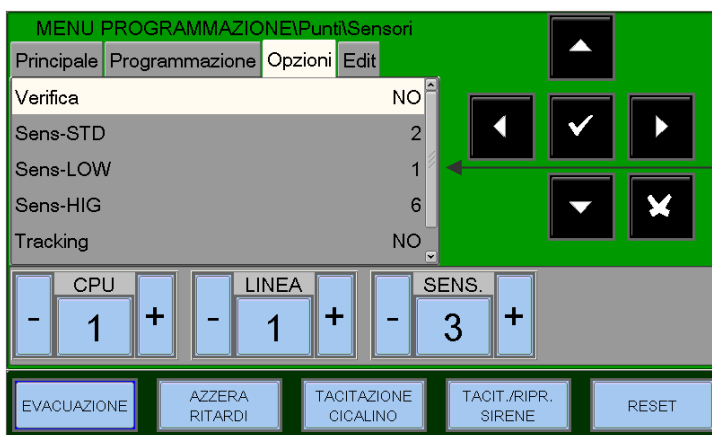 MENU PROGRAMMAZIONE\Punti\Sensori
Principale Programmazione Opzioni Edit
Verifica NO
Sens-STD 2
Sens-LOW 1
Sens-HIG 6
Tracking NO
CPU LINEA SENS.
- 1 + - 1 + - 3 +
EVACUAZIONE
AZZERA
RITARDI
TACITAZIONE
CICALINO
TACIT./RIPR.
SIRENE
RESET